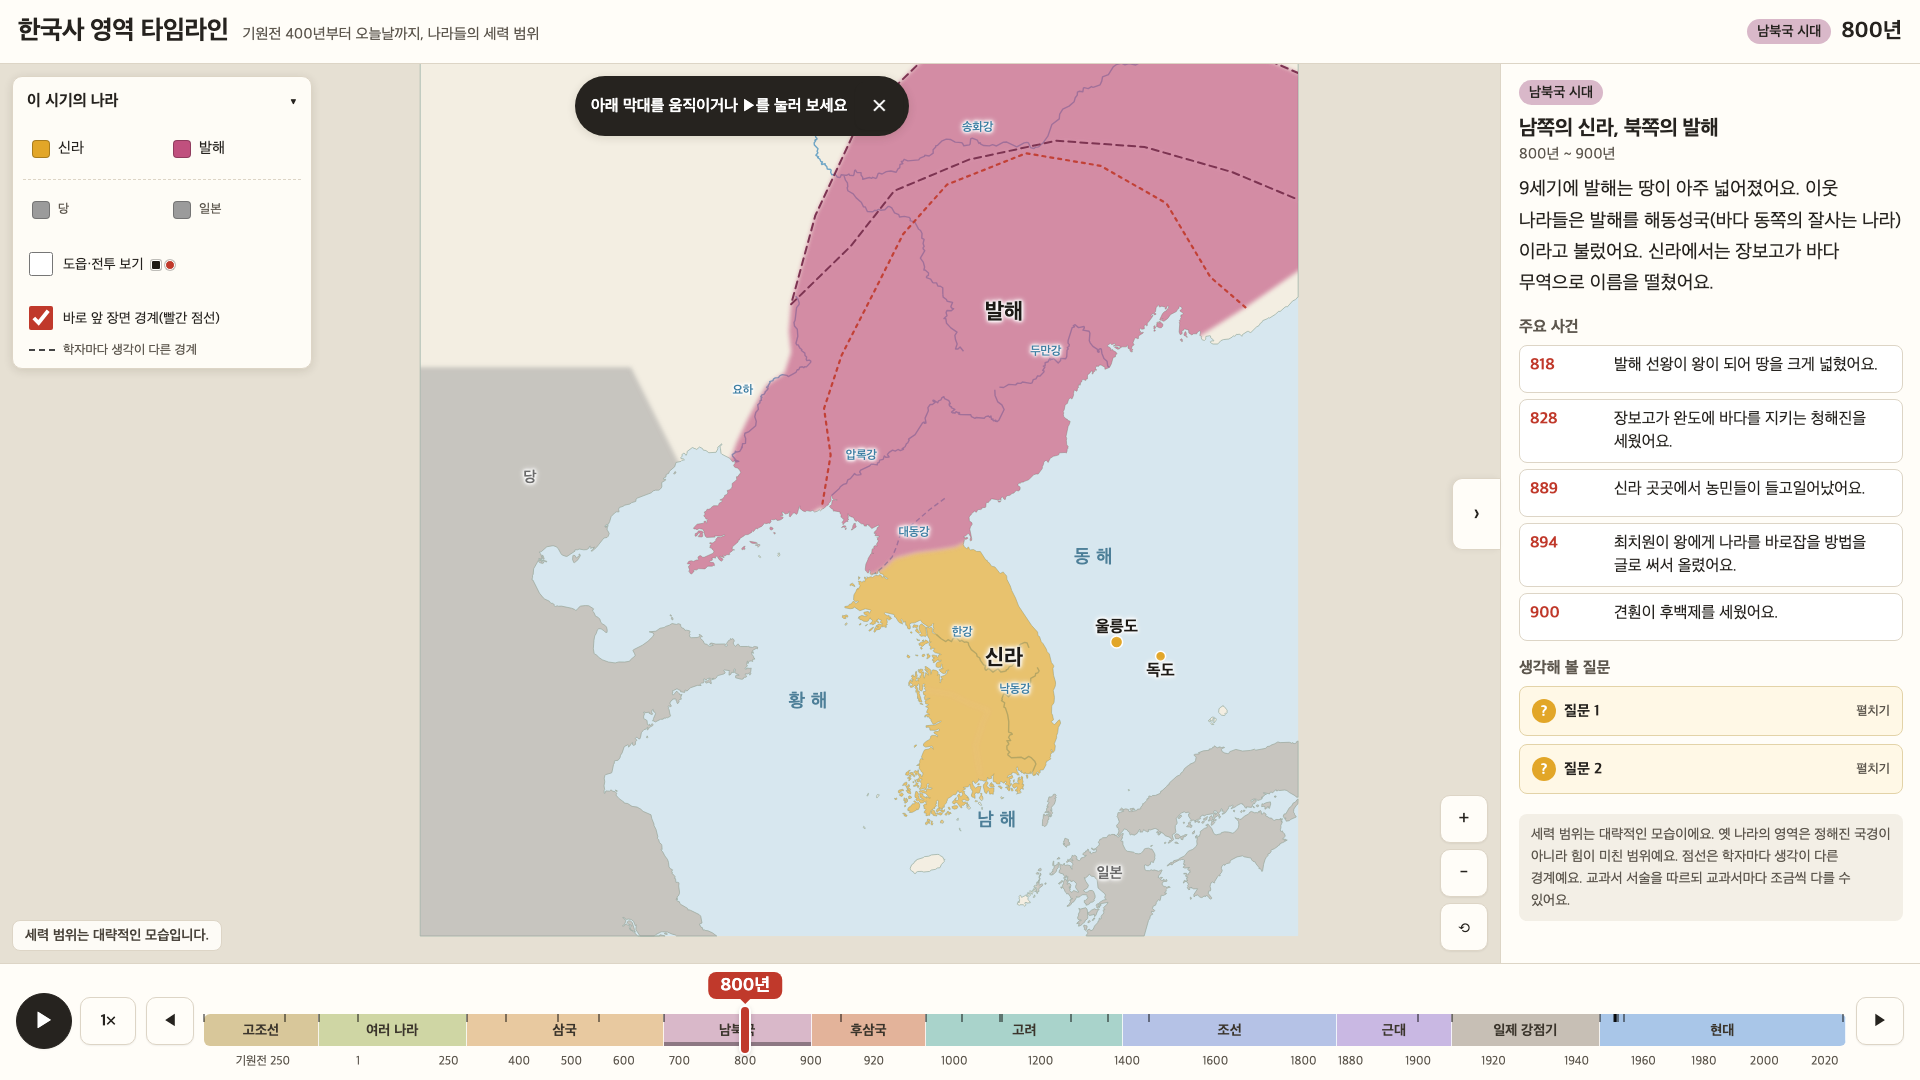 한국사 영역 타임라인
기원전 400년부터 오늘날까지, 나라들의 세력 범위
남북국 시대
800년
이 시기의 나라
▼
신라
발해
당
일본
도읍·전투 보기
바로 앞 장면 경계(빨간 점선)
학자마다 생각이 다른 경계
아래 막대를 움직이거나 ▶를 눌러 보세요 ✕
송화강
발해
두만강
요하
압록강
당
대동강
동해
울릉도
한강
신라
독도
낙동강
황해
남해
일본
세력 범위는 대략적인 모습입니다.
›
+
−
⟲
남북국 시대
남쪽의 신라, 북쪽의 발해
800년 ~ 900년
9세기에 발해는 땅이 아주 넓어졌어요. 이웃
나라들은 발해를 해동성국(바다 동쪽의 잘사는 나라)
이라고 불렀어요. 신라에서는 장보고가 바다
무역으로 이름을 떨쳤어요.
주요 사건
818 발해 선왕이 왕이 되어 땅을 크게 넓혔어요.
828 장보고가 완도에 바다를 지키는 청해진을
세웠어요.
889 신라 곳곳에서 농민들이 들고일어났어요.
894 최치원이 왕에게 나라를 바로잡을 방법을
글로 써서 올렸어요.
900 견훤이 후백제를 세웠어요.
생각해 볼 질문
? 질문 1 펼치기
? 질문 2 펼치기
세력 범위는 대략적인 모습이에요. 옛 나라의 영역은 정해진 국경이
아니라 힘이 미친 범위예요. 점선은 학자마다 생각이 다른
경계예요. 교과서 서술을 따르되 교과서마다 조금씩 다를 수
있어요.
800년
▶ 1× ◀
고조선 여러 나라 삼국 남북국 후삼국 고려 조선 근대 일제 강점기 현대
▶
기원전 250 1 250 400 500 600 700 800 900 920 1000 1200 1400 1600 1800 1880 1900 1920 1940 1960 1980 2000 2020